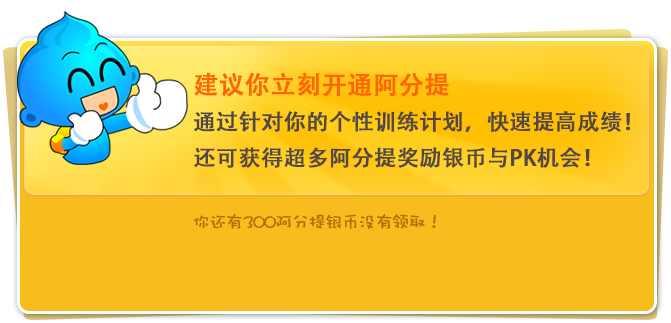 建议你立刻开通阿分提
通过针对你的个性训练计划，快速提高成绩！
还可获得超多阿分提奖励银币与PK机会！
你还有300阿分提银币没有领取！